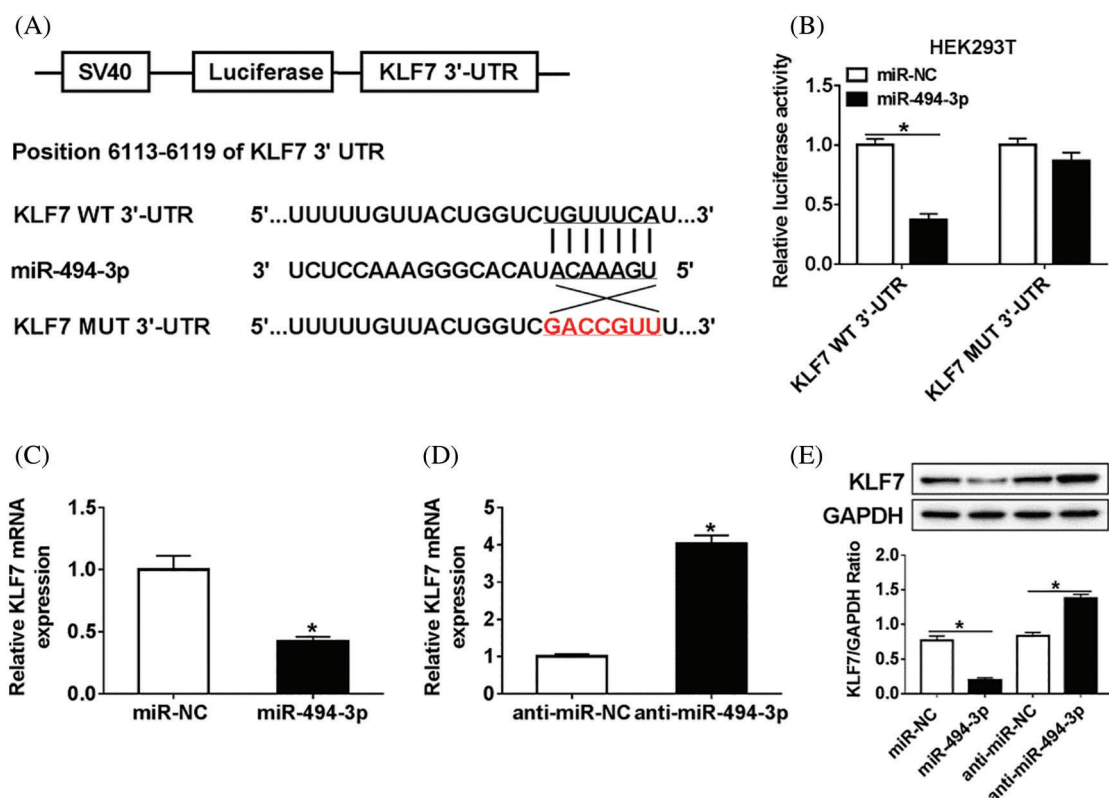 (A)
SV40 Luciferase KLF7 3'-UTR
Position 6113-6119 of KLF7 3' UTR
KLF7 WT 3'-UTR 5'...UUUUUGUUACUGGUCUGUUUCAU...3'
miR-494-3p 3' UCUCCAAAGGGCACAUACAAAGU 5'
KLF7 MUT 3'-UTR 5'...UUUUUGUUACUGGUCGACCGUUU...3'
(B)
HEK293T
miR-NC
miR-494-3p
Relative luciferase activity
1.5
1.0
0.5
0.0
*
KLF7 WT 3'-UTR
KLF7 MUT 3'-UTR
(C)
Relative KLF7 mRNA
expression
1.5
1.0
0.5
0.0
*
miR-NC miR-494-3p
(D)
Relative KLF7 mRNA
expression
5
4
3
2
1
0
*
anti-miR-NC anti-miR-494-3p
(E)
KLF7
GAPDH
KLF7/GAPDH Ratio
2.0
1.5
1.0
0.5
0.0
*
*
miR-NC
miR-494-3p
anti-miR-NC
anti-miR-494-3p